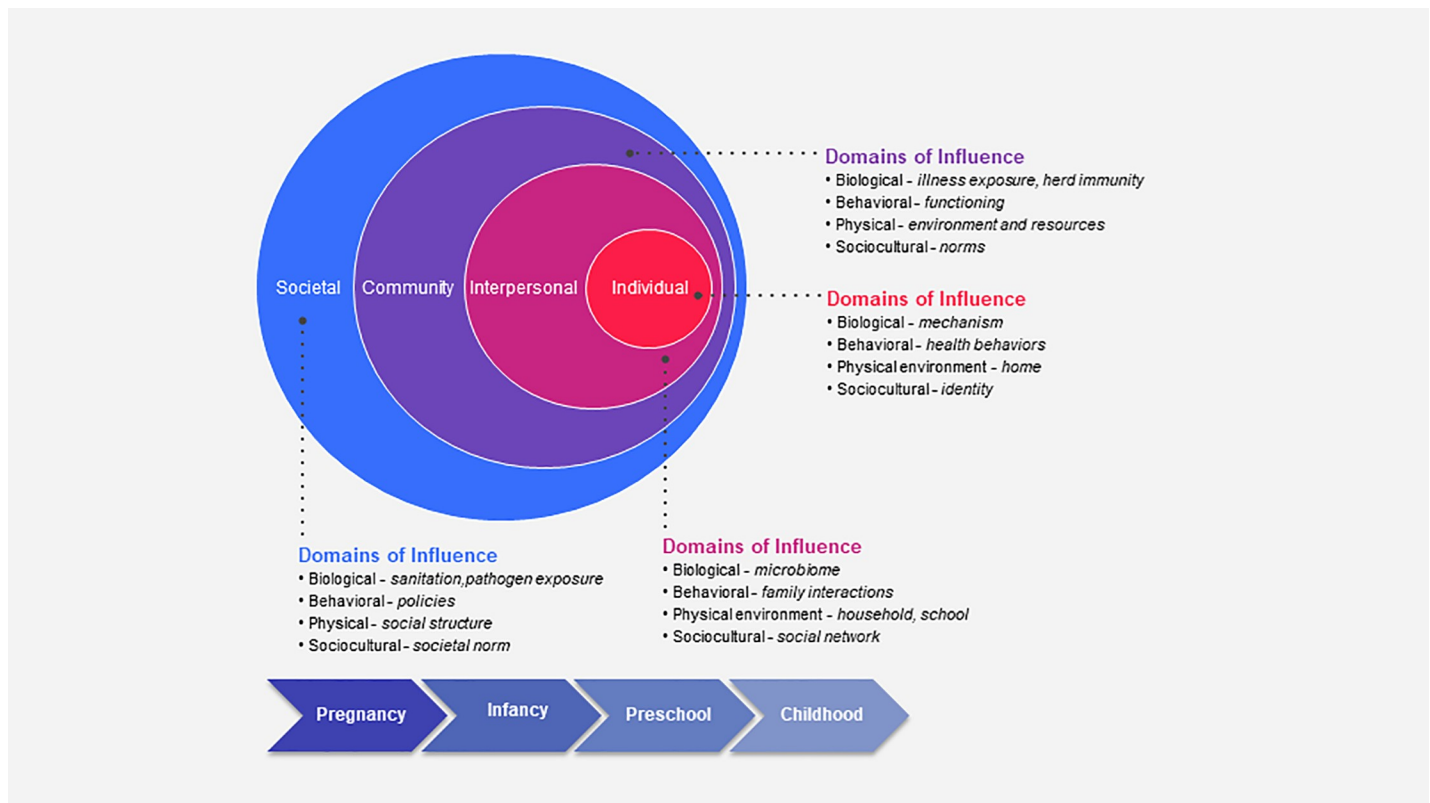 Societal
Community
Interpersonal
Individual
Domains of Influence
• Biological - illness exposure, herd immunity
• Behavioral - functioning
• Physical - environment and resources
• Sociocultural - norms
Domains of Influence
• Biological - mechanism
• Behavioral - health behaviors
• Physical environment - home
• Sociocultural - identity
Domains of Influence
• Biological - sanitation,pathogen exposure
• Behavioral - policies
• Physical - social structure
• Sociocultural - societal norm
Domains of Influence
• Biological - microbiome
• Behavioral - family interactions
• Physical environment - household, school
• Sociocultural - social network
Pregnancy
Infancy
Preschool
Childhood